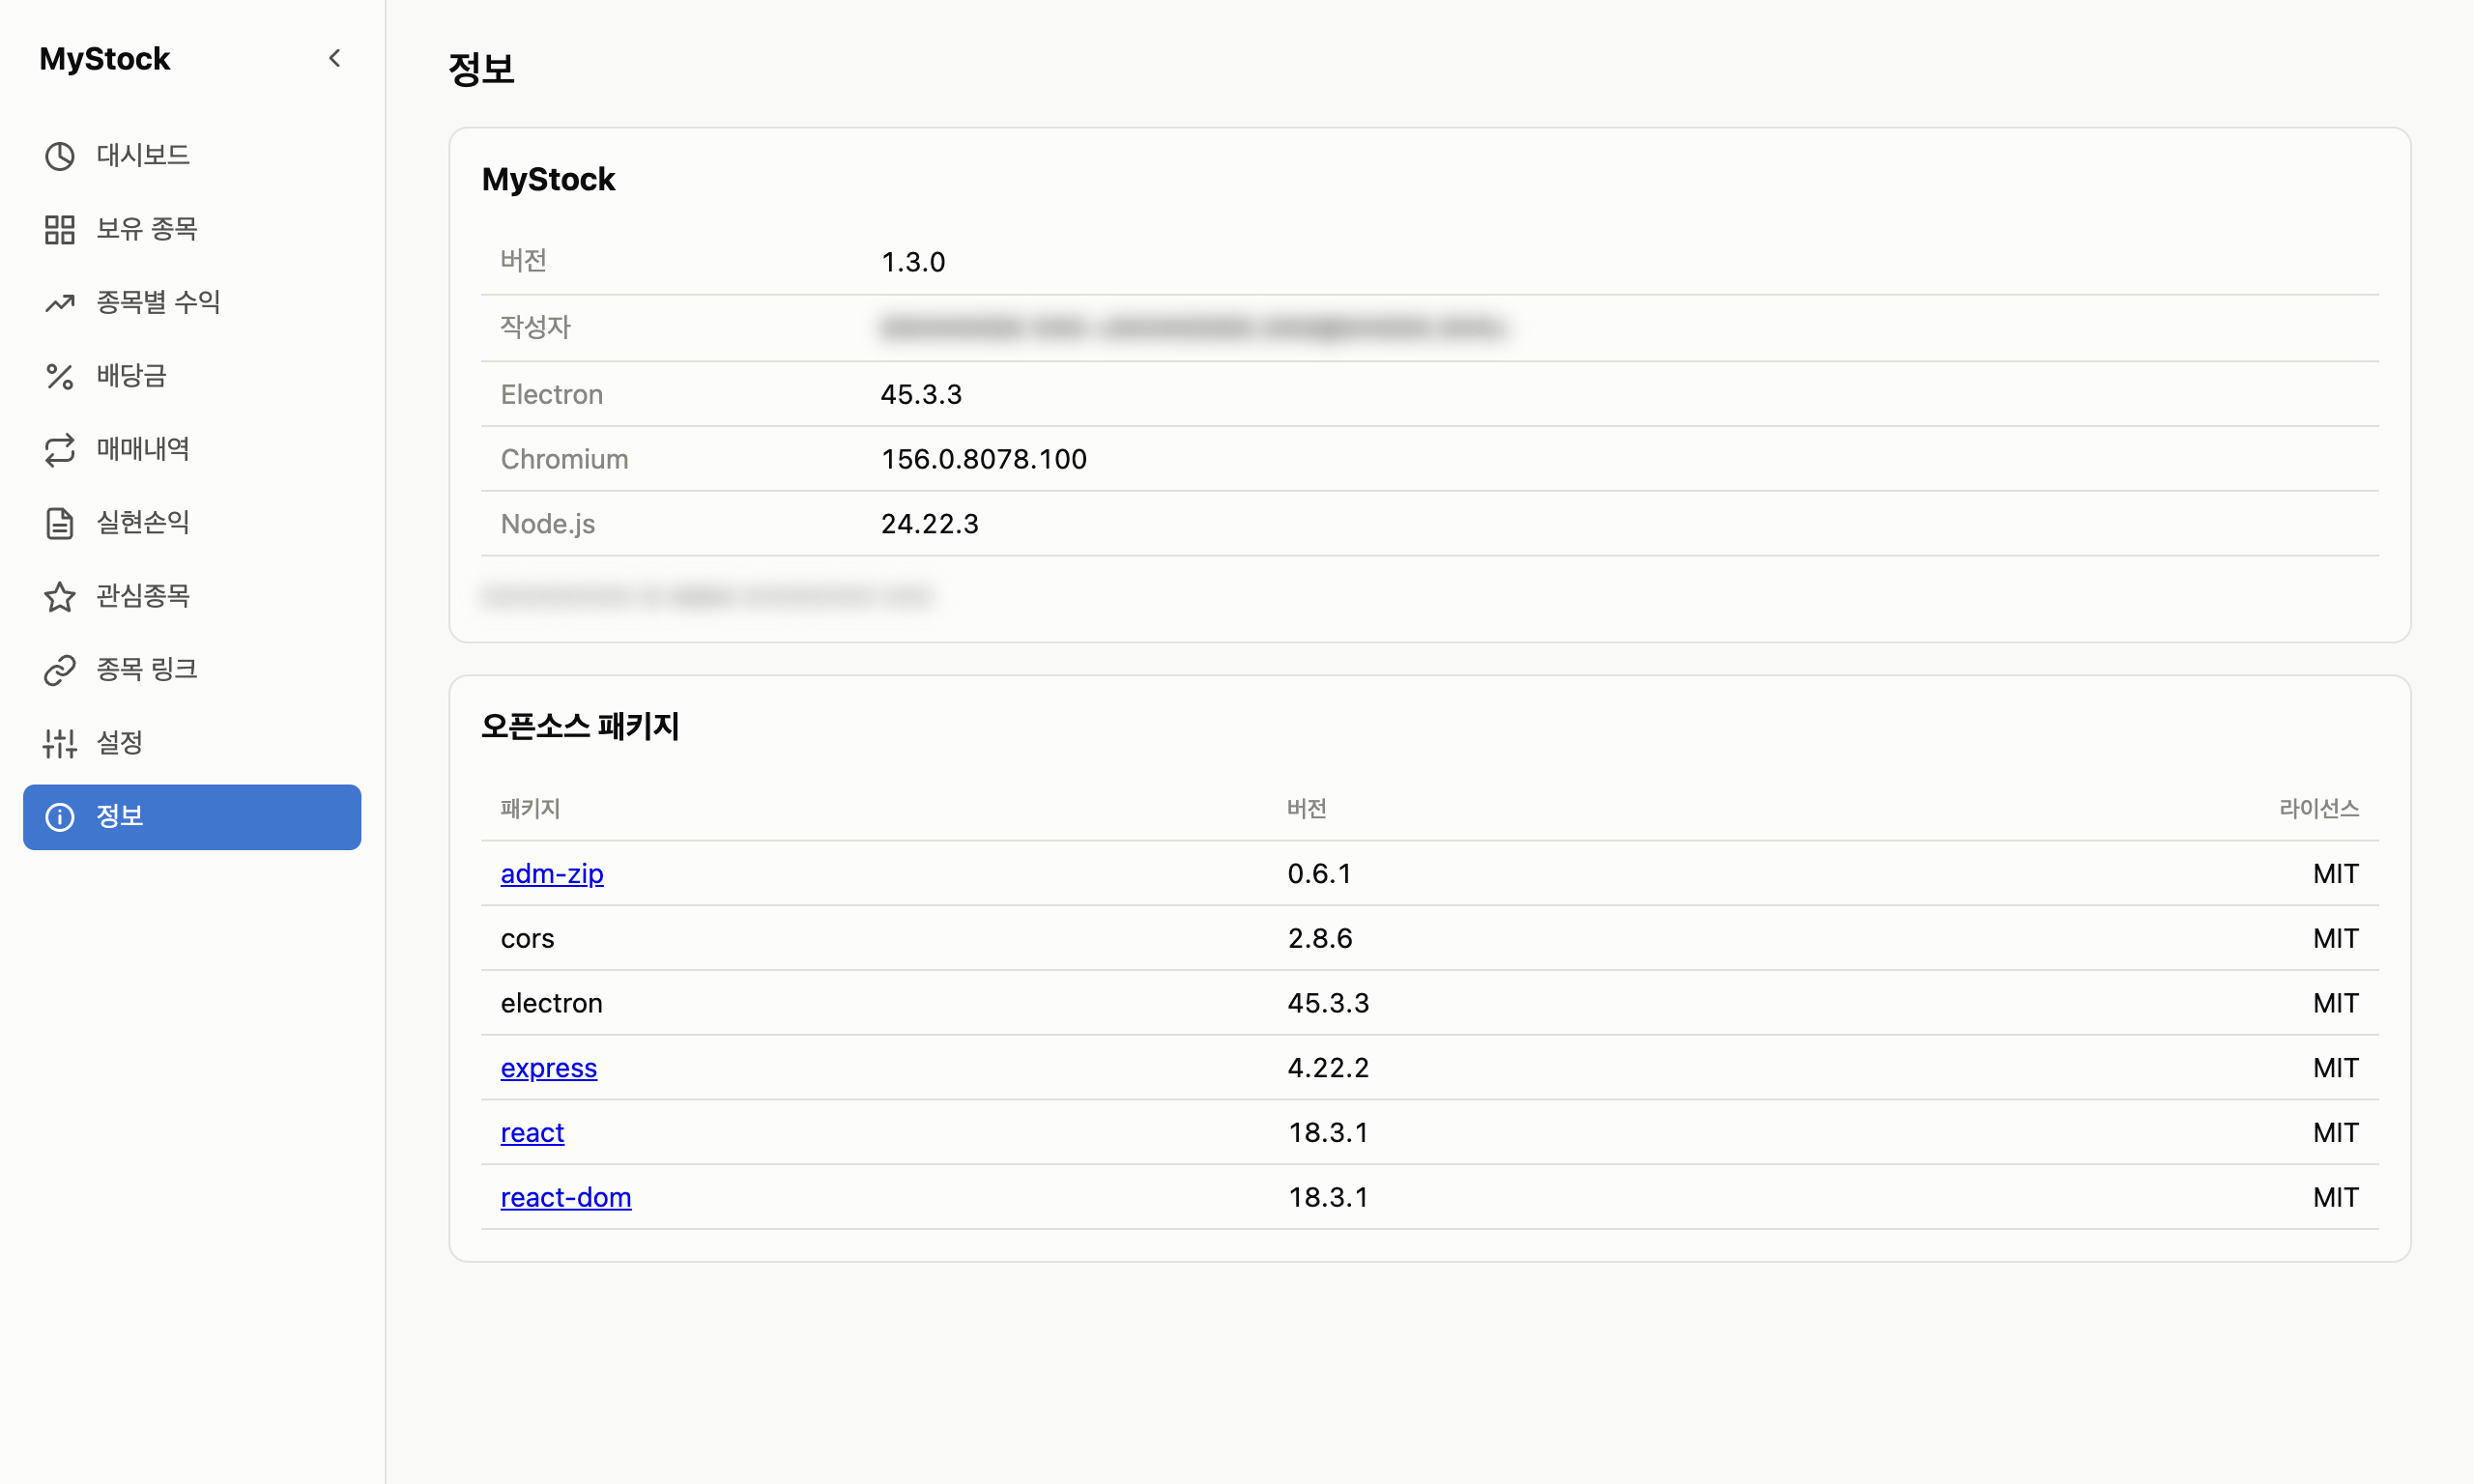 MyStock
대시보드
보유 종목
종목별 수익
배당금
매매내역
실현손익
관심종목
종목 링크
설정
정보
정보
MyStock
버전 1.3.0
작성자
Electron 45.3.3
Chromium 156.0.8078.100
Node.js 24.22.3
오픈소스 패키지
패키지 버전 라이선스
adm-zip 0.6.1 MIT
cors 2.8.6 MIT
electron 45.3.3 MIT
express 4.22.2 MIT
react 18.3.1 MIT
react-dom 18.3.1 MIT